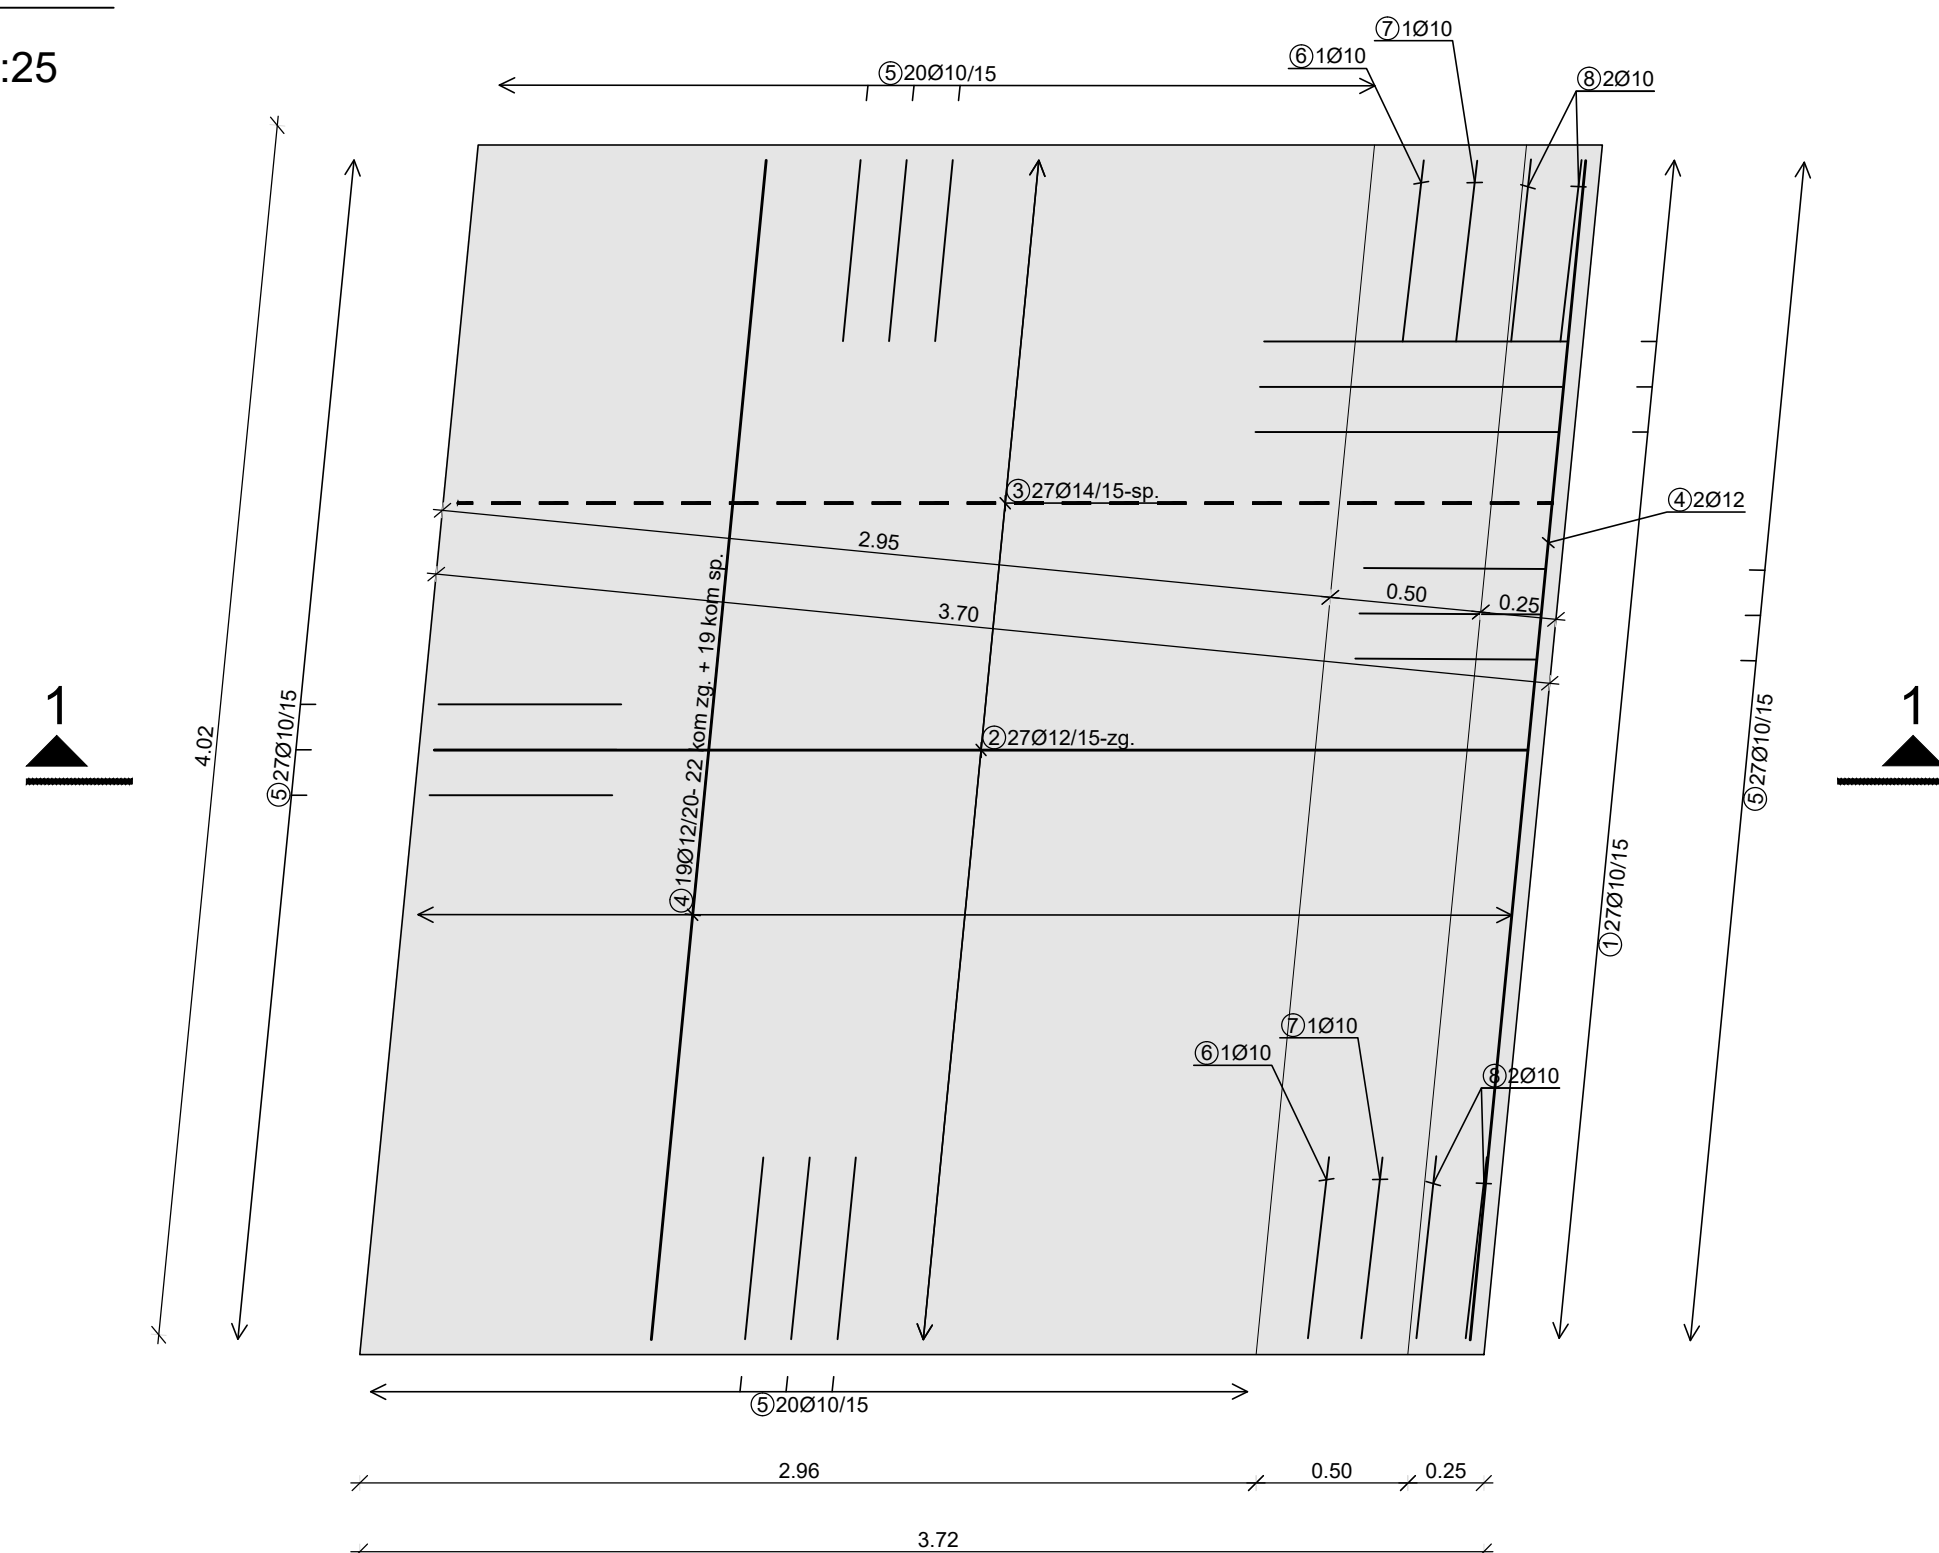 :25
⑦1Ø10
⑥1Ø10
⑤20Ø10/15
⑧2Ø10
③27Ø14/15-sp.
④2Ø12
2.95
0.50
0.25
3.70
4.02
⑤27Ø10/15
④19Ø12/20- 22 kom zg. + 19 kom sp.
②27Ø12/15-zg.
①27Ø10/15
⑤27Ø10/15
1
1
⑦1Ø10
⑥1Ø10
⑧2Ø10
⑤20Ø10/15
2.96
0.50
0.25
3.72